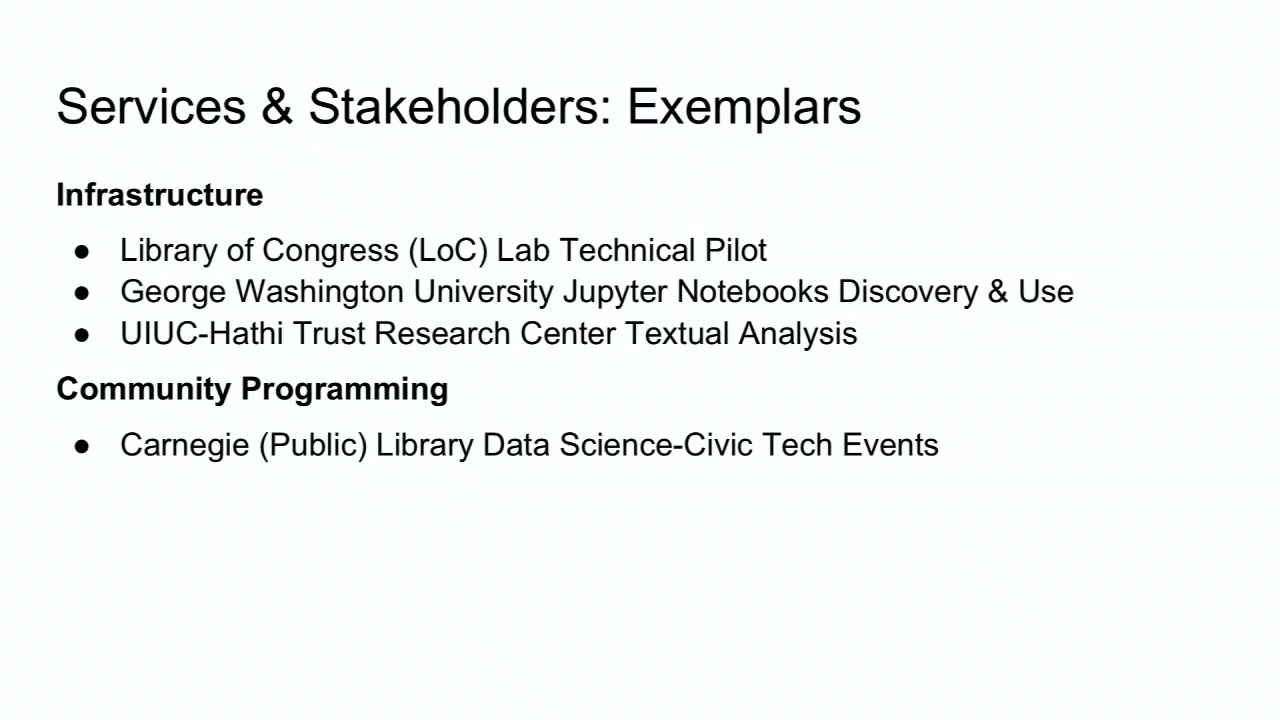 Services & Stakeholders: Exemplars
Infrastructure
● Library of Congress (LoC) Lab Technical Pilot
● George Washington University Jupyter Notebooks Discovery & Use
● UIUC-Hathi Trust Research Center Textual Analysis
Community Programming
● Carnegie (Public) Library Data Science-Civic Tech Events